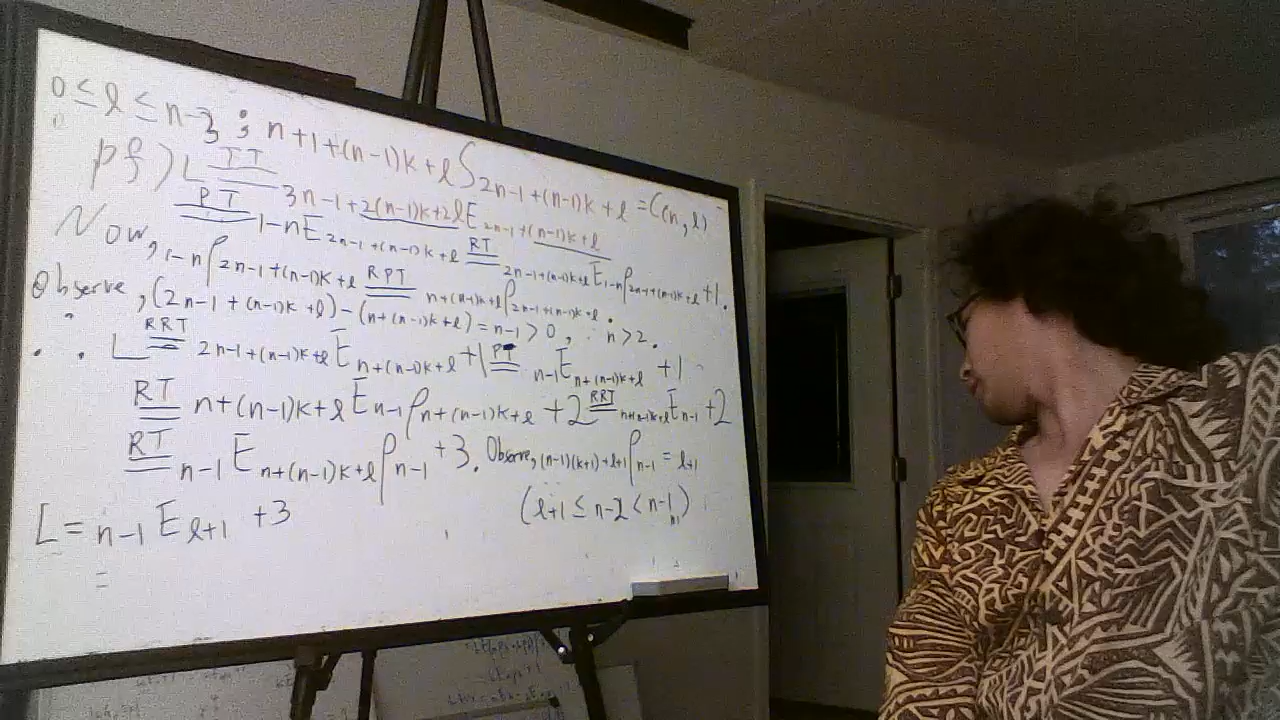 0 ≤ l ≤ n-3 ; n+1+(n-1)k+l S 2n-1+(n-1)k+l = C(n,l)
pf) L TT = 3n-1+2(n-1)k+2l E 2n-1+(n-1)k+l
PT = 1-n E 2n-1+(n-1)k+l RT = 2n-1+(n-1)k+l E 1-n ρ 2n-1+(n-1)k+l +1.
Now, 1-n ρ 2n-1+(n-1)k+l RPT = n+(n-1)k+l ρ 2n-1+(n-1)k+l.
Observe, (2n-1+(n-1)k+l)-(n+(n-1)k+l) = n-1 > 0, ∵ n > 2.
∴ L RRT = 2n-1+(n-1)k+l E n+(n-1)k+l +1 PT = n-1 E n+(n-1)k+l +1
RT = n+(n-1)k+l E n-1 ρ n+(n-1)k+l +2 RRT = n+(n-1)k+l E n-1 +2
RT = n-1 E n+(n-1)k+l ρ n-1 +3. Observe, (n-1)(k+1)+l+1 ρ n-1 = l+1
L = n-1 E l+1 +3 (l+1 ≤ n-2 < n-1)
=